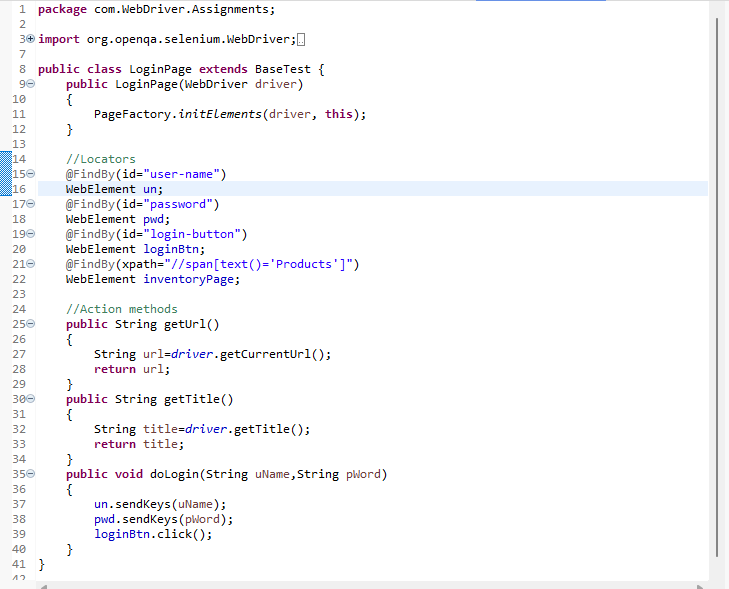 1 package com.WebDriver.Assignments;
2
3 import org.openqa.selenium.WebDriver;
7
8 public class LoginPage extends BaseTest {
9     public LoginPage(WebDriver driver)
10     {
11         PageFactory.initElements(driver, this);
12     }
13
14     //Locators
15     @FindBy(id="user-name")
16     WebElement un;
17     @FindBy(id="password")
18     WebElement pwd;
19     @FindBy(id="login-button")
20     WebElement loginBtn;
21     @FindBy(xpath="//span[text()='Products']")
22     WebElement inventoryPage;
23
24     //Action methods
25     public String getUrl()
26     {
27         String url=driver.getCurrentUrl();
28         return url;
29     }
30     public String getTitle()
31     {
32         String title=driver.getTitle();
33         return title;
34     }
35     public void doLogin(String uName,String pWord)
36     {
37         un.sendKeys(uName);
38         pwd.sendKeys(pWord);
39         loginBtn.click();
40     }
41 }
42